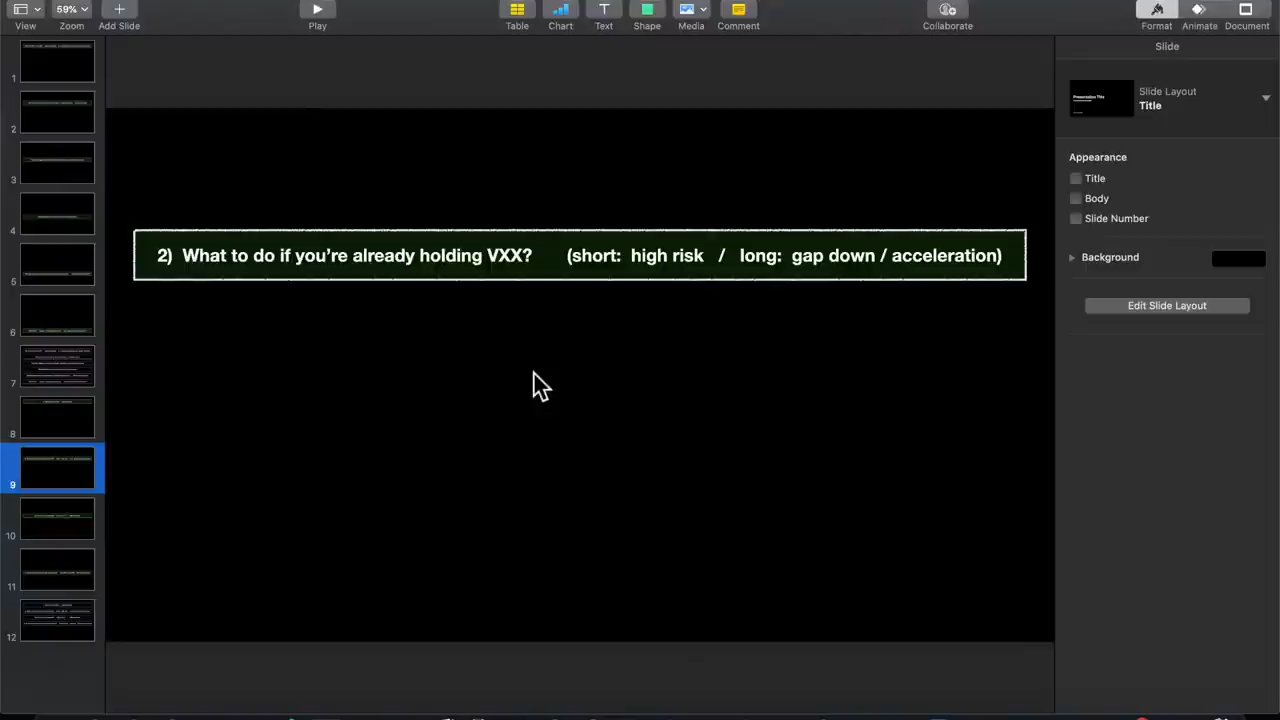 59%
View
Zoom
Add Slide
Play
Table
Chart
Text
Shape
Media
Comment
Collaborate
Format
Animate
Document
Slide
Slide Layout
Title
Appearance
Title
Body
Slide Number
Background
Edit Slide Layout
2) What to do if you're already holding VXX? (short: high risk / long: gap down / acceleration)
1
2
3
4
5
6
7
8
9
10
11
12